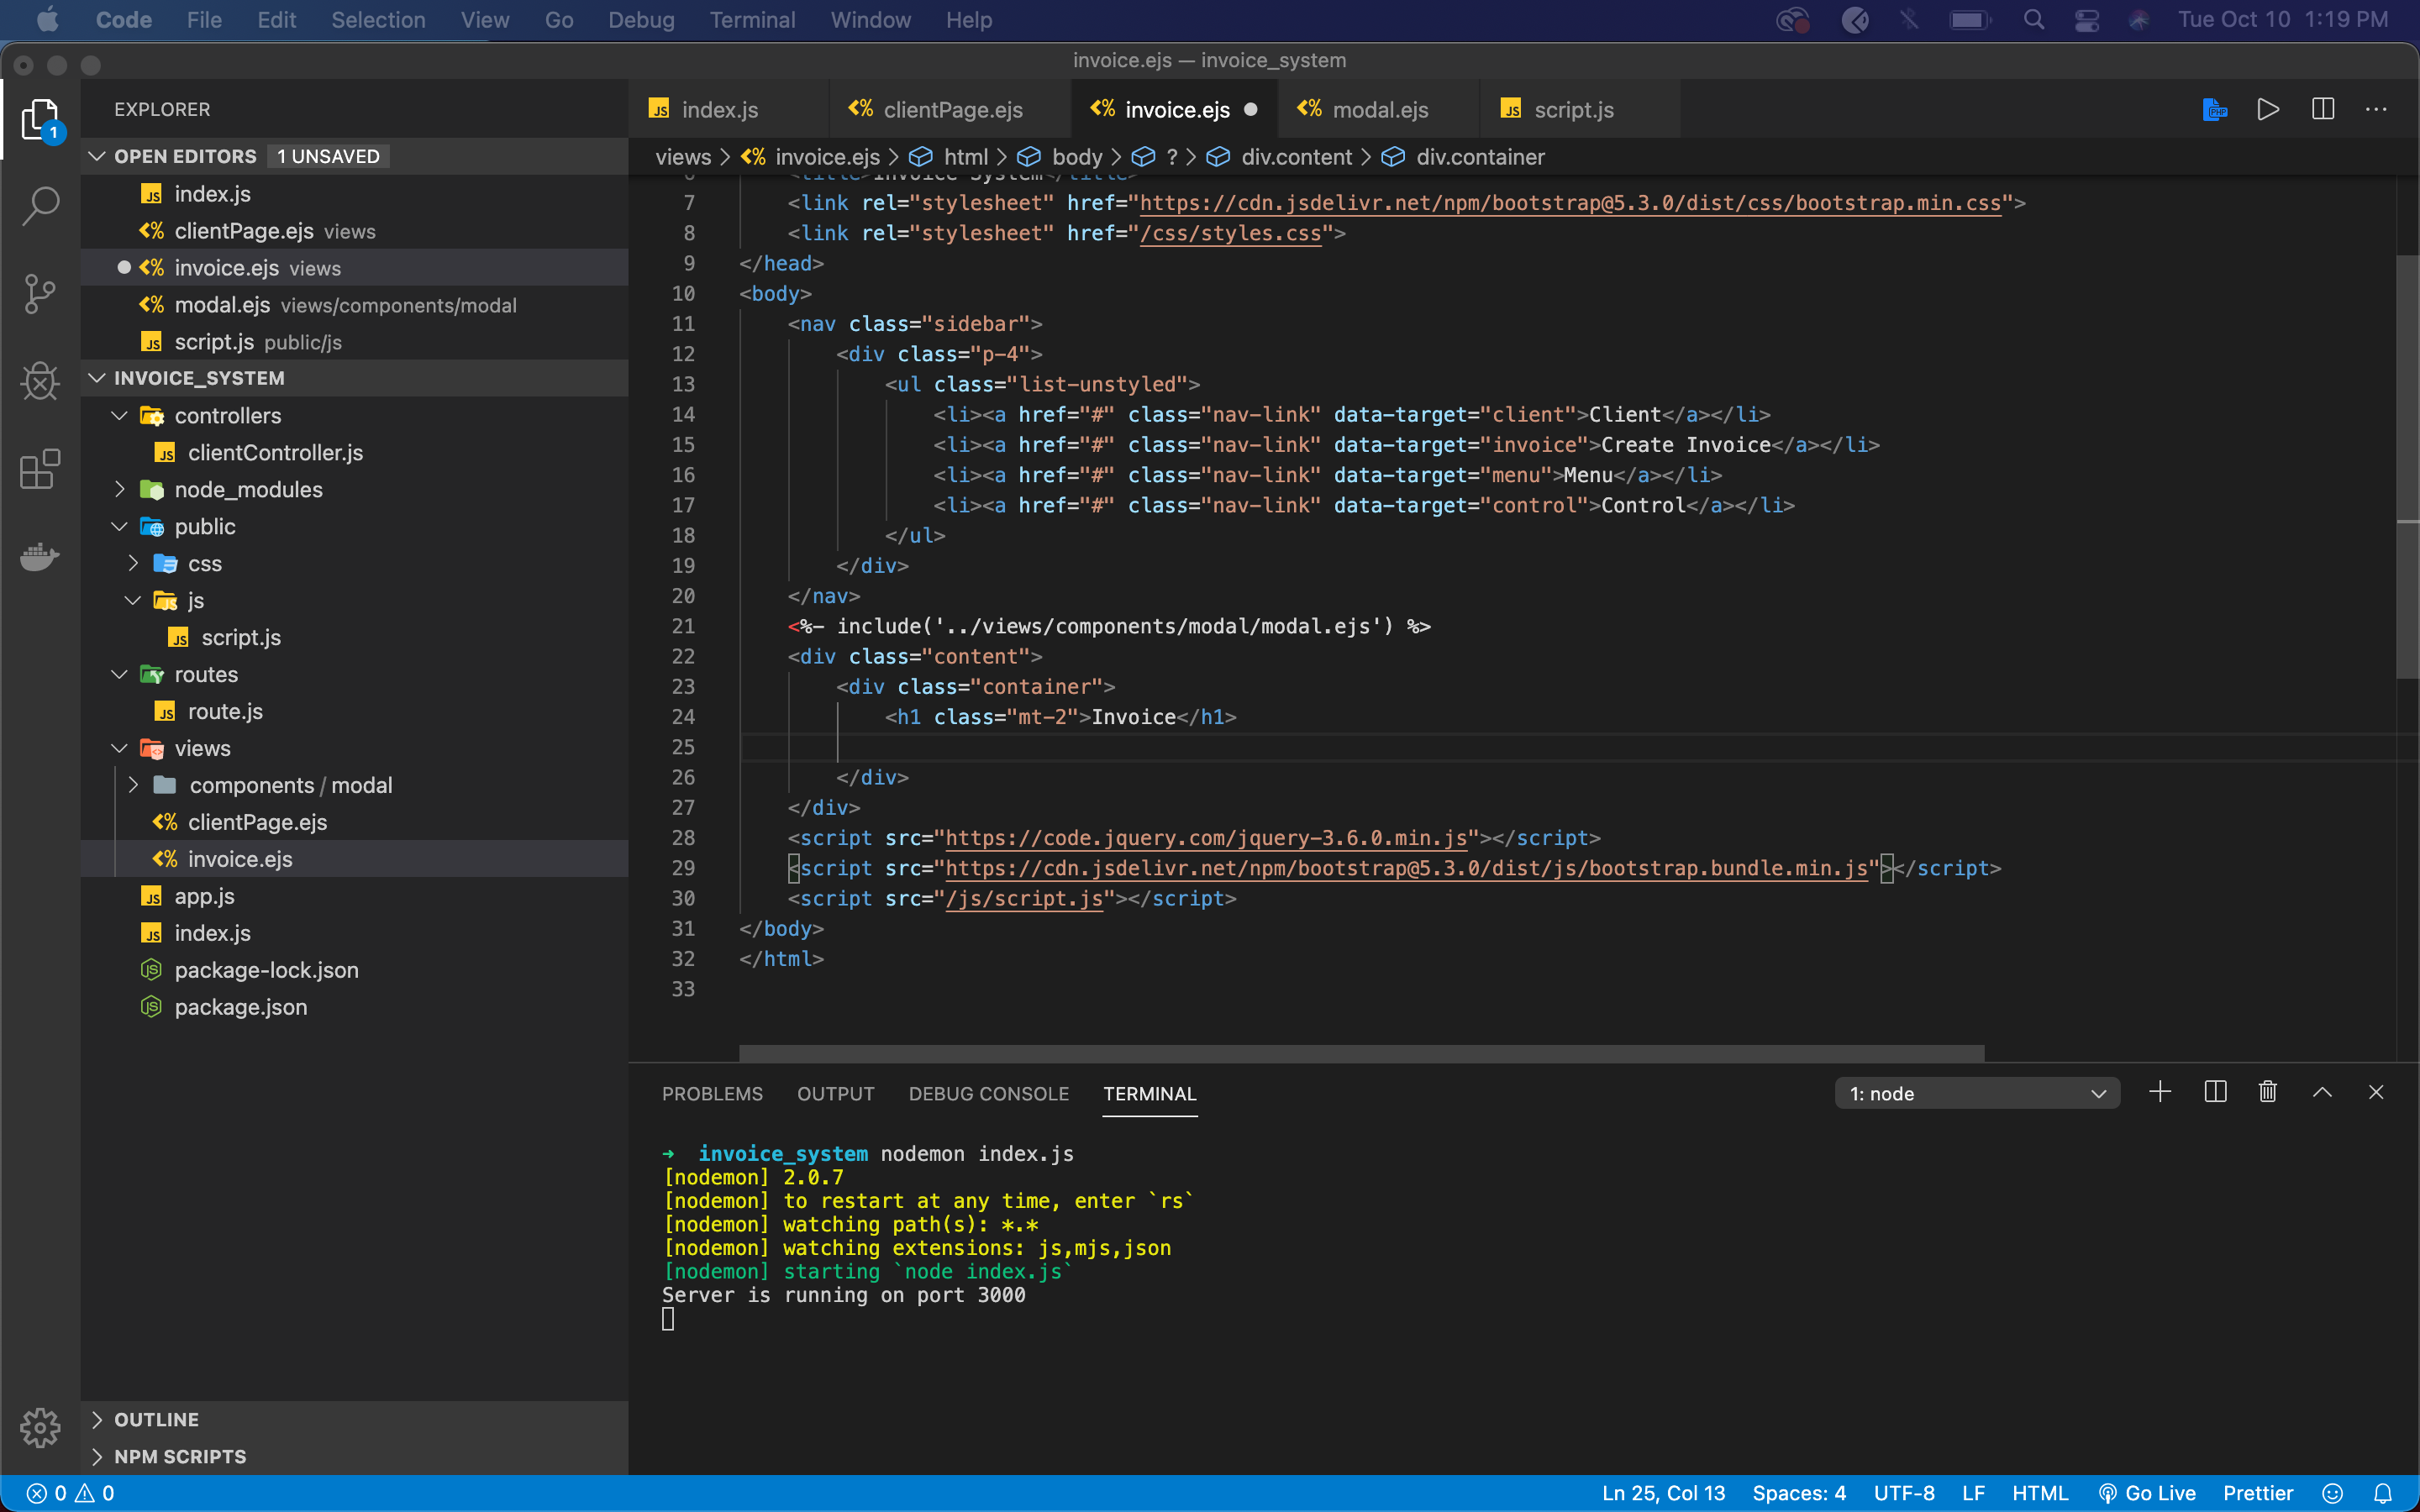 Code File Edit Selection View Go Debug Terminal Window Help Tue Oct 10 1:19 PM
invoice.ejs — invoice_system
EXPLORER
OPEN EDITORS 1 UNSAVED
index.js
clientPage.ejs views
invoice.ejs views
modal.ejs views/components/modal
script.js public/js
INVOICE_SYSTEM
controllers
clientController.js
node_modules
public
css
js
script.js
routes
route.js
views
components / modal
clientPage.ejs
invoice.ejs
app.js
index.js
package-lock.json
package.json
OUTLINE
NPM SCRIPTS
index.js clientPage.ejs invoice.ejs modal.ejs script.js
views > invoice.ejs > html > body > ? > div.content > div.container
6 <title>Invoice System</title>
7 <link rel="stylesheet" href="https://cdn.jsdelivr.net/npm/bootstrap@5.3.0/dist/css/bootstrap.min.css">
8 <link rel="stylesheet" href="/css/styles.css">
9 </head>
10 <body>
11 <nav class="sidebar">
12 <div class="p-4">
13 <ul class="list-unstyled">
14 <li><a href="#" class="nav-link" data-target="client">Client</a></li>
15 <li><a href="#" class="nav-link" data-target="invoice">Create Invoice</a></li>
16 <li><a href="#" class="nav-link" data-target="menu">Menu</a></li>
17 <li><a href="#" class="nav-link" data-target="control">Control</a></li>
18 </ul>
19 </div>
20 </nav>
21 <%- include('../views/components/modal/modal.ejs') %>
22 <div class="content">
23 <div class="container">
24 <h1 class="mt-2">Invoice</h1>
25
26 </div>
27 </div>
28 <script src="https://code.jquery.com/jquery-3.6.0.min.js"></script>
29 <script src="https://cdn.jsdelivr.net/npm/bootstrap@5.3.0/dist/js/bootstrap.bundle.min.js"></script>
30 <script src="/js/script.js"></script>
31 </body>
32 </html>
33
PROBLEMS OUTPUT DEBUG CONSOLE TERMINAL 1: node
➜ invoice_system nodemon index.js
[nodemon] 2.0.7
[nodemon] to restart at any time, enter `rs`
[nodemon] watching path(s): *.*
[nodemon] watching extensions: js,mjs,json
[nodemon] starting `node index.js`
Server is running on port 3000
0 0 Ln 25, Col 13 Spaces: 4 UTF-8 LF HTML Go Live Prettier